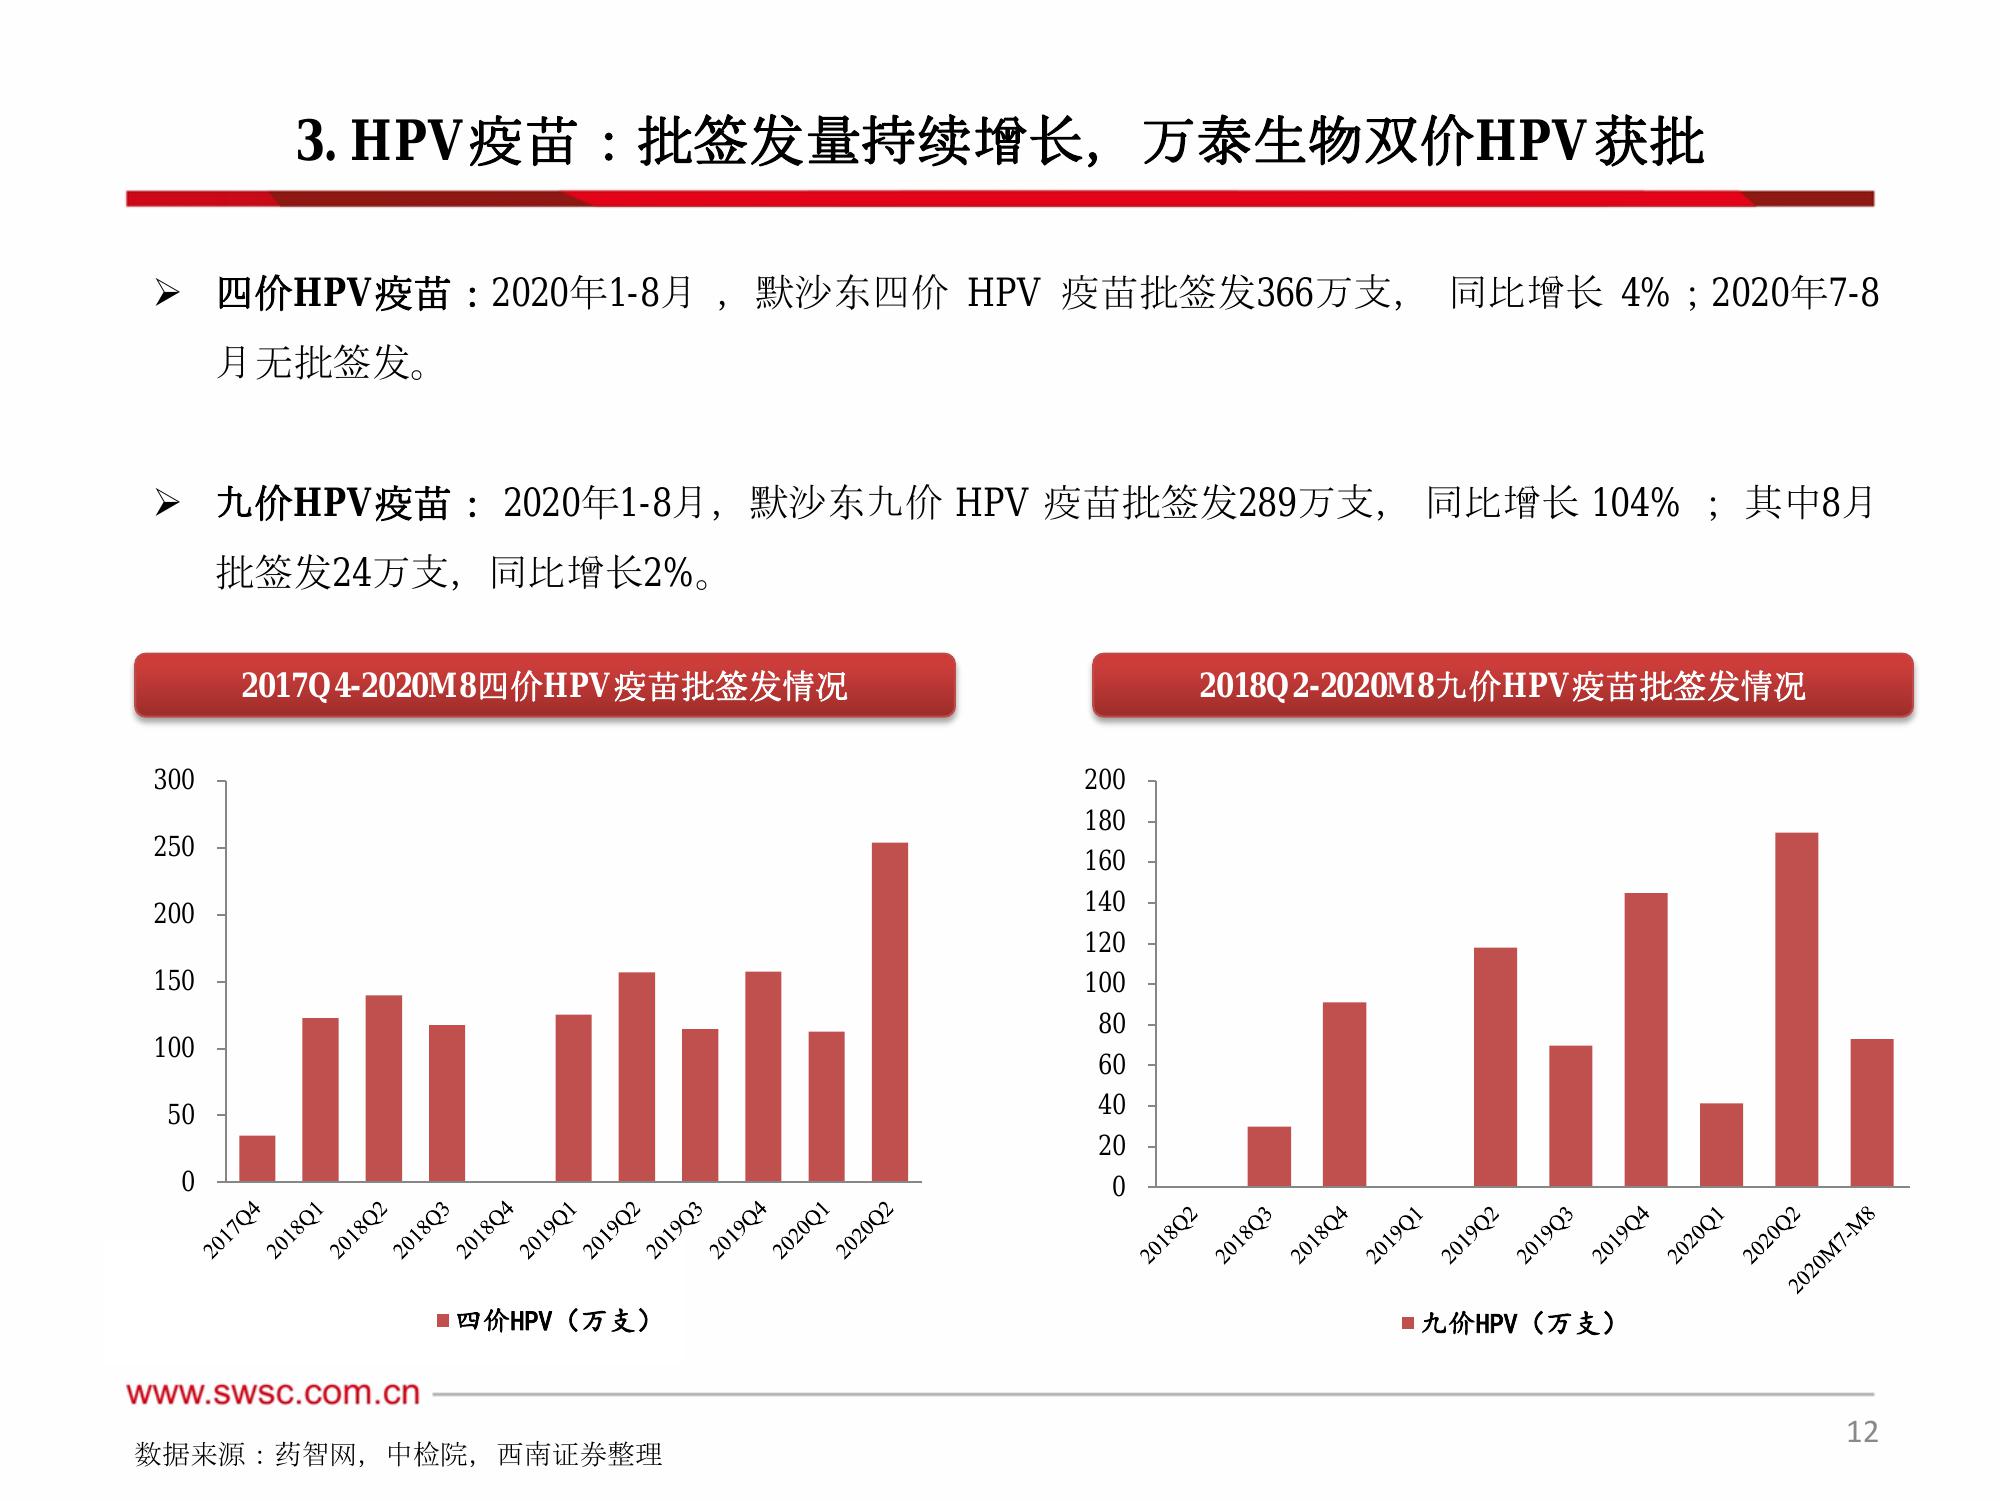 3. HPV疫苗：批签发量持续增长，万泰生物双价HPV获批
➢ 四价HPV疫苗：2020年1-8月 ，默沙东四价 HPV 疫苗批签发366万支， 同比增长 4%；2020年7-8
月无批签发。
➢ 九价HPV疫苗： 2020年1-8月，默沙东九价 HPV 疫苗批签发289万支， 同比增长 104% ； 其中8月
批签发24万支，同比增长2%。
2017Q4-2020M8四价HPV疫苗批签发情况
300
250
200
150
100
50
0
2017Q4
2018Q1
2018Q2
2018Q3
2018Q4
2019Q1
2019Q2
2019Q3
2019Q4
2020Q1
2020Q2
四价HPV（万支）
2018Q2-2020M8九价HPV疫苗批签发情况
200
180
160
140
120
100
80
60
40
20
0
2018Q2
2018Q3
2018Q4
2019Q1
2019Q2
2019Q3
2019Q4
2020Q1
2020Q2
2020M7-M8
九价HPV（万支）
www.swsc.com.cn
12
数据来源：药智网，中检院，西南证券整理